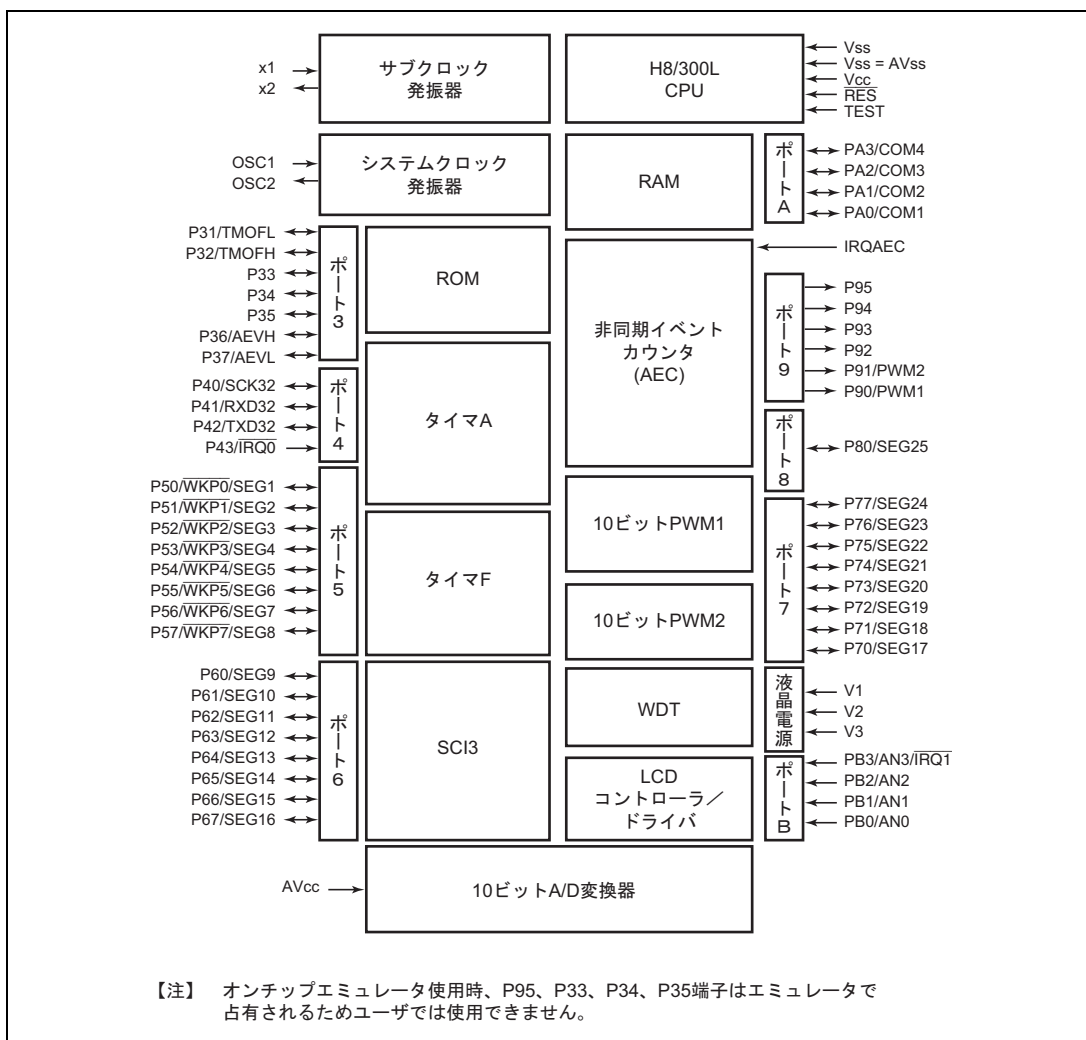 x1
x2
サブクロック
発振器
H8/300L
CPU
Vss
Vss = AVss
Vcc
RES
TEST
OSC1
OSC2
システムクロック
発振器
RAM
ポートA
PA3/COM4
PA2/COM3
PA1/COM2
PA0/COM1
P31/TMOFL
P32/TMOFH
P33
P34
P35
P36/AEVH
P37/AEVL
ポート3
ROM
非同期イベント
カウンタ
(AEC)
IRQAEC
ポート9
P95
P94
P93
P92
P91/PWM2
P90/PWM1
P40/SCK32
P41/RXD32
P42/TXD32
P43/IRQ0
ポート4
タイマA
ポート8
P80/SEG25
P50/WKP0/SEG1
P51/WKP1/SEG2
P52/WKP2/SEG3
P53/WKP3/SEG4
P54/WKP4/SEG5
P55/WKP5/SEG6
P56/WKP6/SEG7
P57/WKP7/SEG8
ポート5
タイマF
10ビットPWM1
10ビットPWM2
ポート7
P77/SEG24
P76/SEG23
P75/SEG22
P74/SEG21
P73/SEG20
P72/SEG19
P71/SEG18
P70/SEG17
P60/SEG9
P61/SEG10
P62/SEG11
P63/SEG12
P64/SEG13
P65/SEG14
P66/SEG15
P67/SEG16
ポート6
SCI3
WDT
液晶電源
V1
V2
V3
LCD
コントローラ／
ドライバ
ポートB
PB3/AN3/IRQ1
PB2/AN2
PB1/AN1
PB0/AN0
AVcc
10ビットA/D変換器
【注】 オンチップエミュレータ使用時、P95、P33、P34、P35端子はエミュレータで
占有されるためユーザでは使用できません。